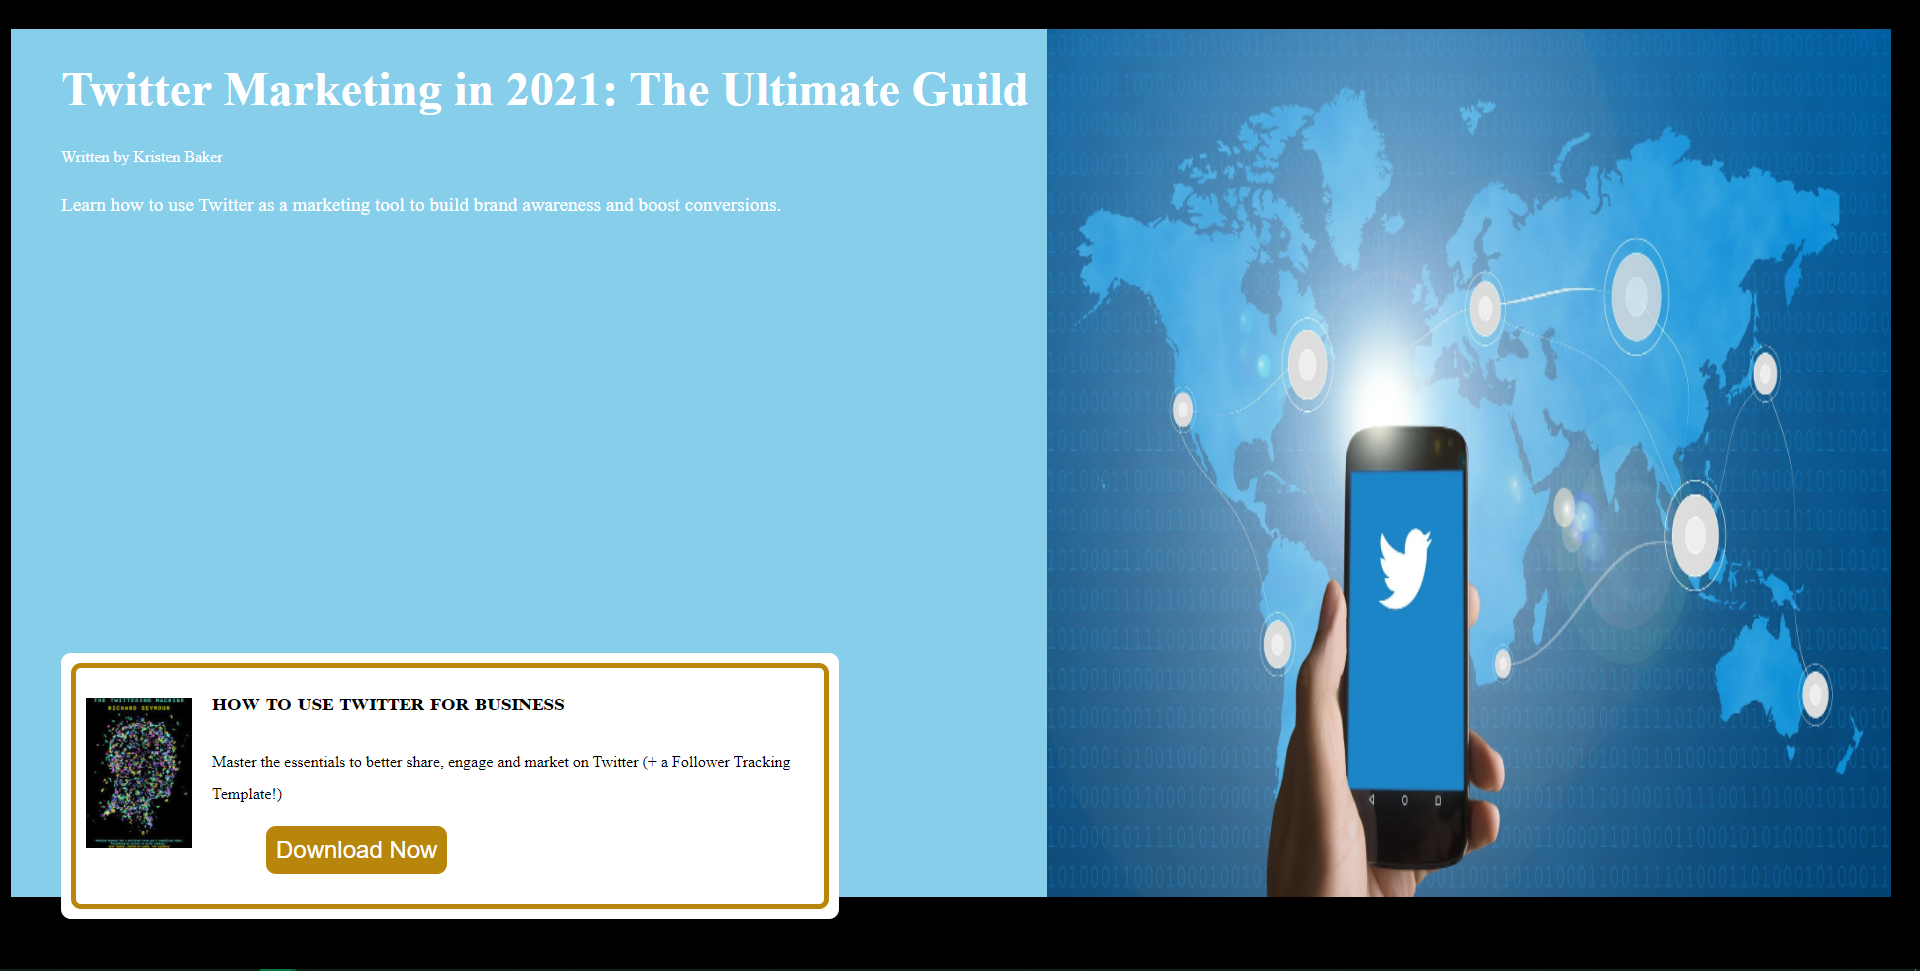 Twitter Marketing in 2021: The Ultimate Guild
Written by Kristen Baker
Learn how to use Twitter as a marketing tool to build brand awareness and boost conversions.
THE TWITTERING MACHINE
RICHARD SEYMOUR
HOW TO USE TWITTER FOR BUSINESS
Master the essentials to better share, engage and market on Twitter (+ a Follower Tracking
Template!)
Download Now